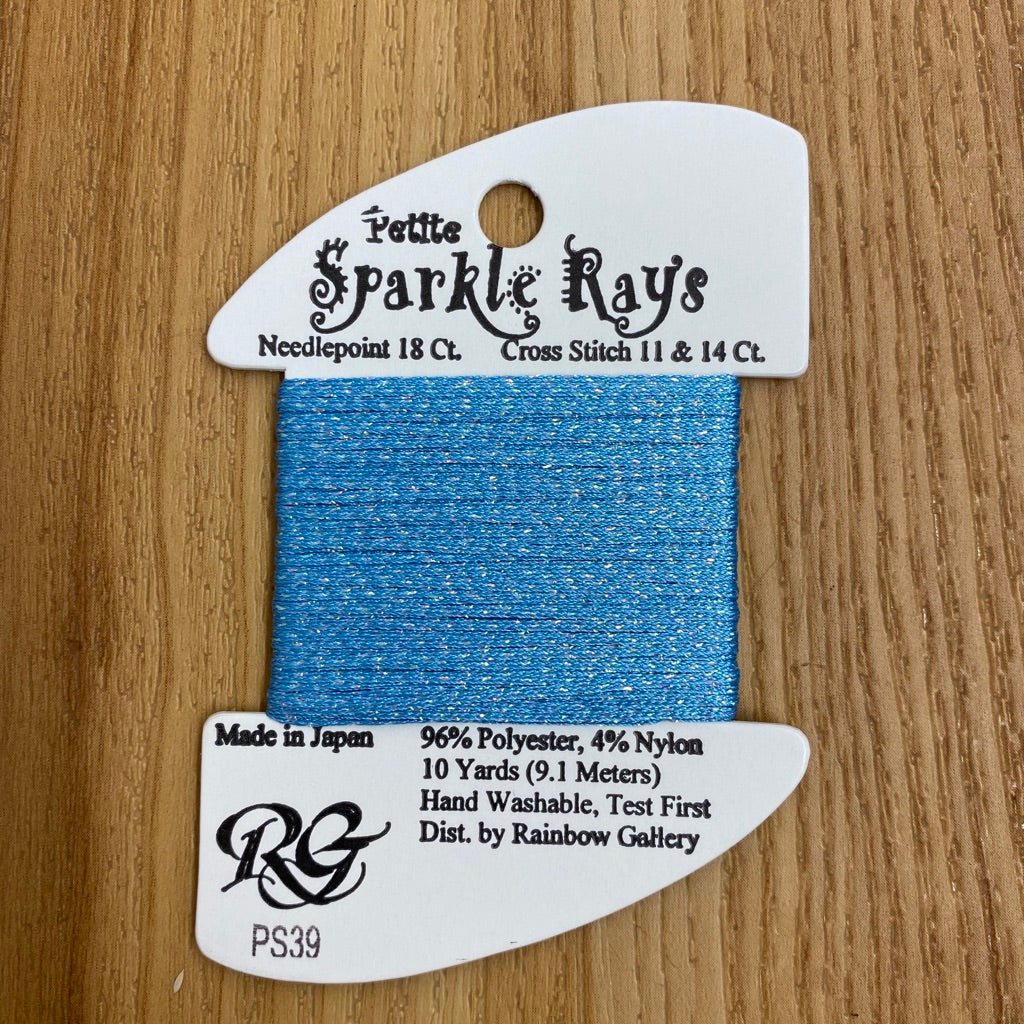 Petite
Sparkle Rays
Needlepoint 18 Ct. Cross Stitch 11 & 14 Ct.
Made in Japan
96% Polyester, 4% Nylon
10 Yards (9.1 Meters)
Hand Washable, Test First
Dist. by Rainbow Gallery
RG
PS39